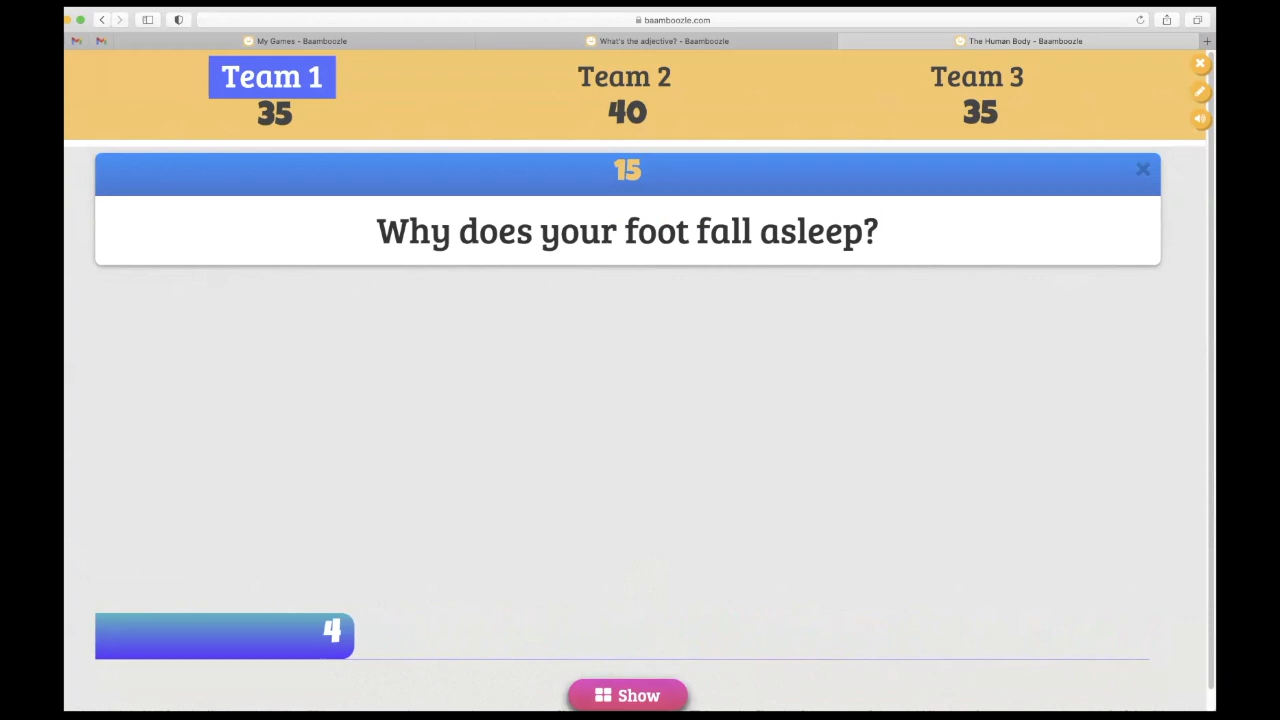 baamboozle.com
My Games - Baamboozle
What's the adjective? - Baamboozle
The Human Body - Baamboozle
Team 1
35
Team 2
40
Team 3
35
15
Why does your foot fall asleep?
4
Show